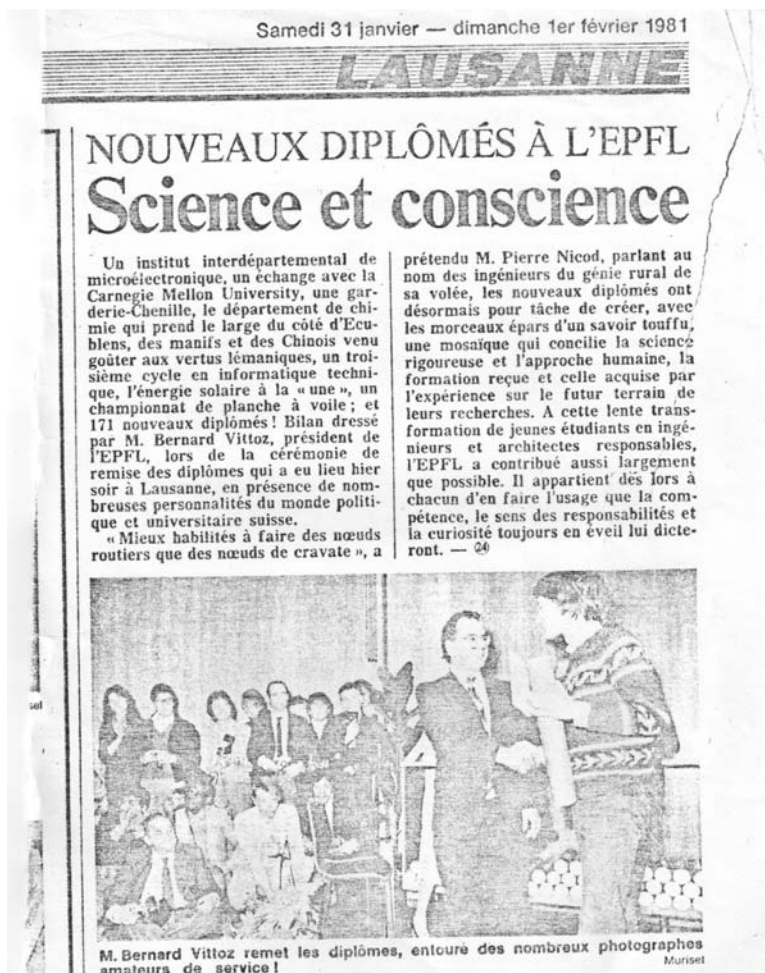 Samedi 31 janvier — dimanche 1er février 1981
LAUSANNE
NOUVEAUX DIPLÔMÉS À L'EPFL
Science et conscience
Un institut interdépartemental de
microélectronique, un échange avec la
Carnegie Mellon University, une gar-
derie-Chenille, le département de chi-
mie qui prend le large du côté d'Ecu-
blens, des manifs et des Chinois venu
goûter aux vertus lémaniques, un troi-
sième cycle en informatique techni-
que, l'énergie solaire à la « une », un
championnat de planche à voile ; et
171 nouveaux diplômés ! Bilan dressé
par M. Bernard Vittoz, président de
l'EPFL, lors de la cérémonie de
remise des diplômes qui a eu lieu hier
soir à Lausanne, en présence de nom-
breuses personnalités du monde politi-
que et universitaire suisse.
« Mieux habilités à faire des nœuds
routiers que des nœuds de cravate », a
prétendu M. Pierre Nicod, parlant au
nom des ingénieurs du génie rural de
sa volée, les nouveaux diplômés ont
désormais pour tâche de créer, avec
les morceaux épars d'un savoir touffu,
une mosaïque qui concilie la science
rigoureuse et l'approche humaine, la
formation reçue et celle acquise par
l'expérience sur le futur terrain de
leurs recherches. A cette lente trans-
formation de jeunes étudiants en ingé-
nieurs et architectes responsables,
l'EPFL a contribué aussi largement
que possible. Il appartient dès lors à
chacun d'en faire l'usage que la com-
pétence, le sens des responsabilités et
la curiosité toujours en éveil lui dicte-
ront. — 24
isel
M. Bernard Vittoz remet les diplômes, entouré des nombreux photographes
amateurs de service !
Muriset